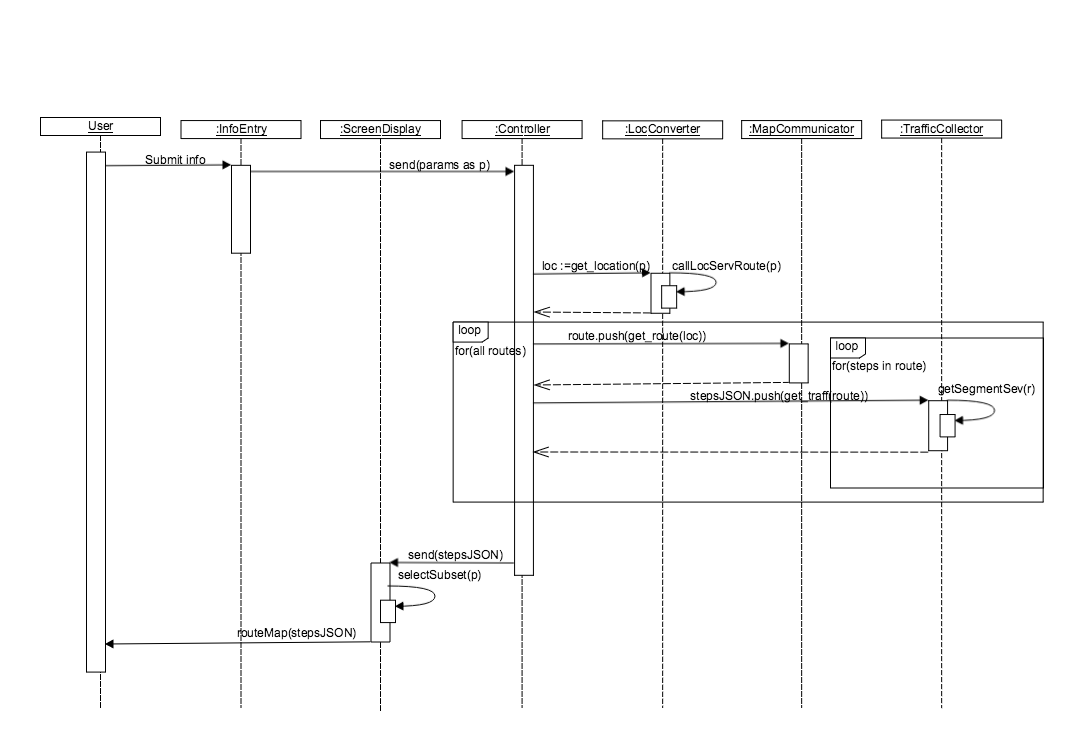 User
:InfoEntry
:ScreenDisplay
:Controller
:LocConverter
:MapCommunicator
:TrafficCollector
Submit info
send(params as p)
loc :=get_location(p)
callLocServRoute(p)
loop
for(all routes)
route.push(get_route(loc))
loop
for(steps in route)
getSegmentSev(r)
stepsJSON.push(get_traff(route))
send(stepsJSON)
selectSubset(p)
routeMap(stepsJSON)